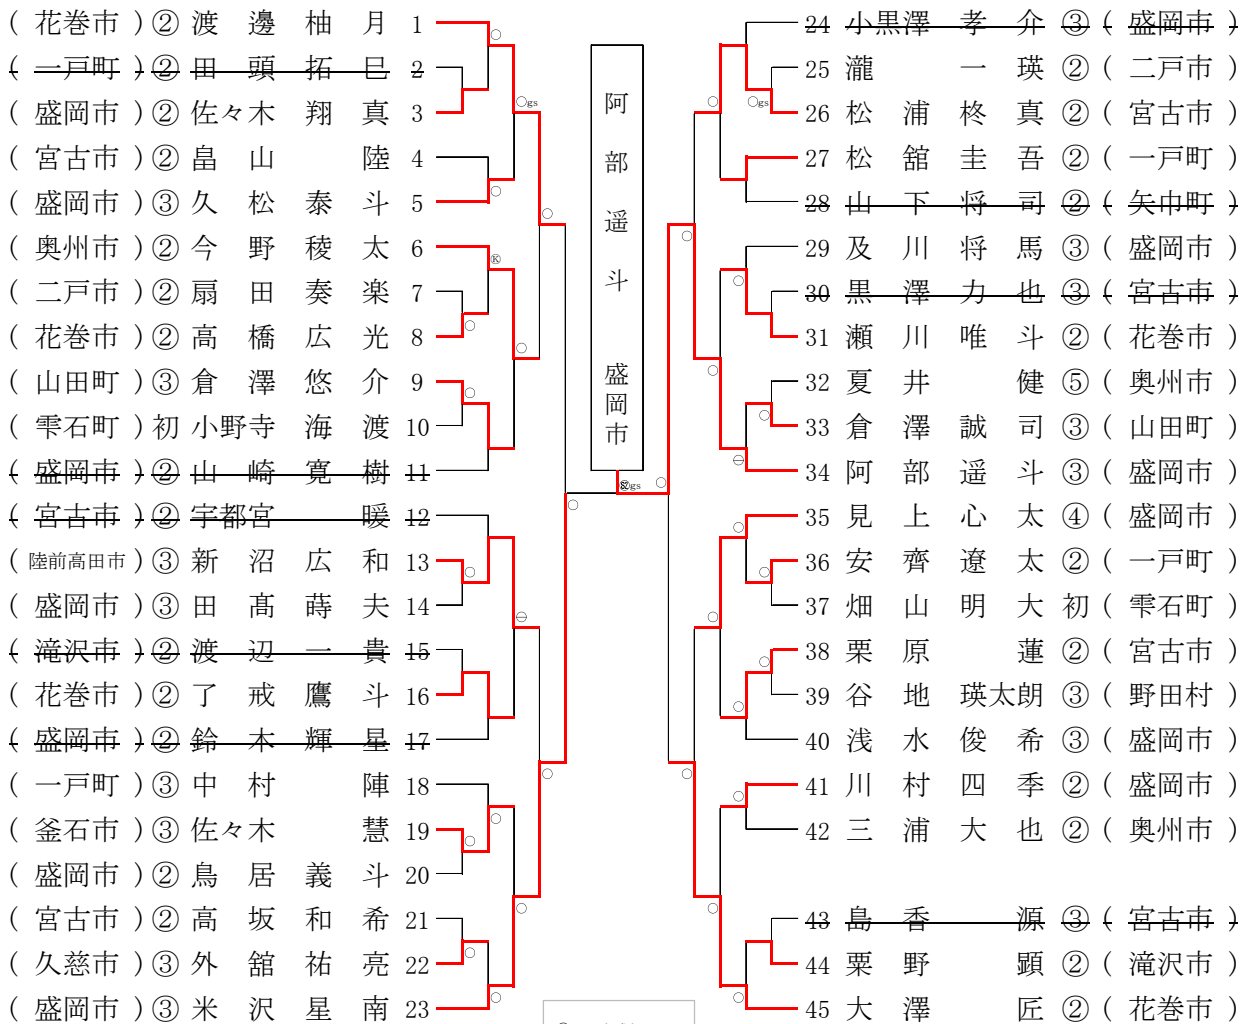 ( 花巻市 ) ② 渡 邊 柚 月 1
( 一戸町 ) ② 田 頭 拓 巳 2
( 盛岡市 ) ② 佐々木 翔 真 3
( 宮古市 ) ② 畠 山 陸 4
( 盛岡市 ) ③ 久 松 泰 斗 5
( 奥州市 ) ② 今 野 稜 太 6
( 二戸市 ) ② 扇 田 奏 楽 7
( 花巻市 ) ② 高 橋 広 光 8
( 山田町 ) ③ 倉 澤 悠 介 9
( 雫石町 ) 初 小野寺 海 渡 10
( 盛岡市 ) ② 山 崎 寛 樹 11
( 宮古市 ) ② 宇都宮 暖 12
( 陸前高田市 ) ③ 新 沼 広 和 13
( 盛岡市 ) ③ 田 髙 蒔 夫 14
( 滝沢市 ) ② 渡 辺 一 貴 15
( 花巻市 ) ② 了 戒 鷹 斗 16
( 盛岡市 ) ② 鈴 木 輝 星 17
( 一戸町 ) ③ 中 村 陣 18
( 釜石市 ) ③ 佐々木 慧 19
( 盛岡市 ) ② 鳥 居 義 斗 20
( 宮古市 ) ② 高 坂 和 希 21
( 久慈市 ) ③ 外 舘 祐 亮 22
( 盛岡市 ) ③ 米 沢 星 南 23
○gs
Ⓚ
阿部遥斗 盛岡市
gs
○gs
24 小黒澤 孝 介 ③ ( 盛岡市 )
25 瀧 一 瑛 ② ( 二戸市 )
26 松 浦 柊 真 ② ( 宮古市 )
27 松 舘 圭 吾 ② ( 一戸町 )
28 山 下 将 司 ② ( 矢巾町 )
29 及 川 将 馬 ③ ( 盛岡市 )
30 黒 澤 力 也 ③ ( 宮古市 )
31 瀬 川 唯 斗 ② ( 花巻市 )
32 夏 井 健 ⑤ ( 奥州市 )
33 倉 澤 誠 司 ③ ( 山田町 )
34 阿 部 遥 斗 ③ ( 盛岡市 )
35 見 上 心 太 ④ ( 盛岡市 )
36 安 齊 遼 太 ② ( 一戸町 )
37 畑 山 明 大 初 ( 雫石町 )
38 栗 原 蓮 ② ( 宮古市 )
39 谷 地 瑛太朗 ③ ( 野田村 )
40 浅 水 俊 希 ③ ( 盛岡市 )
41 川 村 四 季 ② ( 盛岡市 )
42 三 浦 大 也 ② ( 奥州市 )
43 島 香 源 ③ ( 宮古市 )
44 粟 野 顕 ② ( 滝沢市 )
45 大 澤 匠 ② ( 花巻市 )